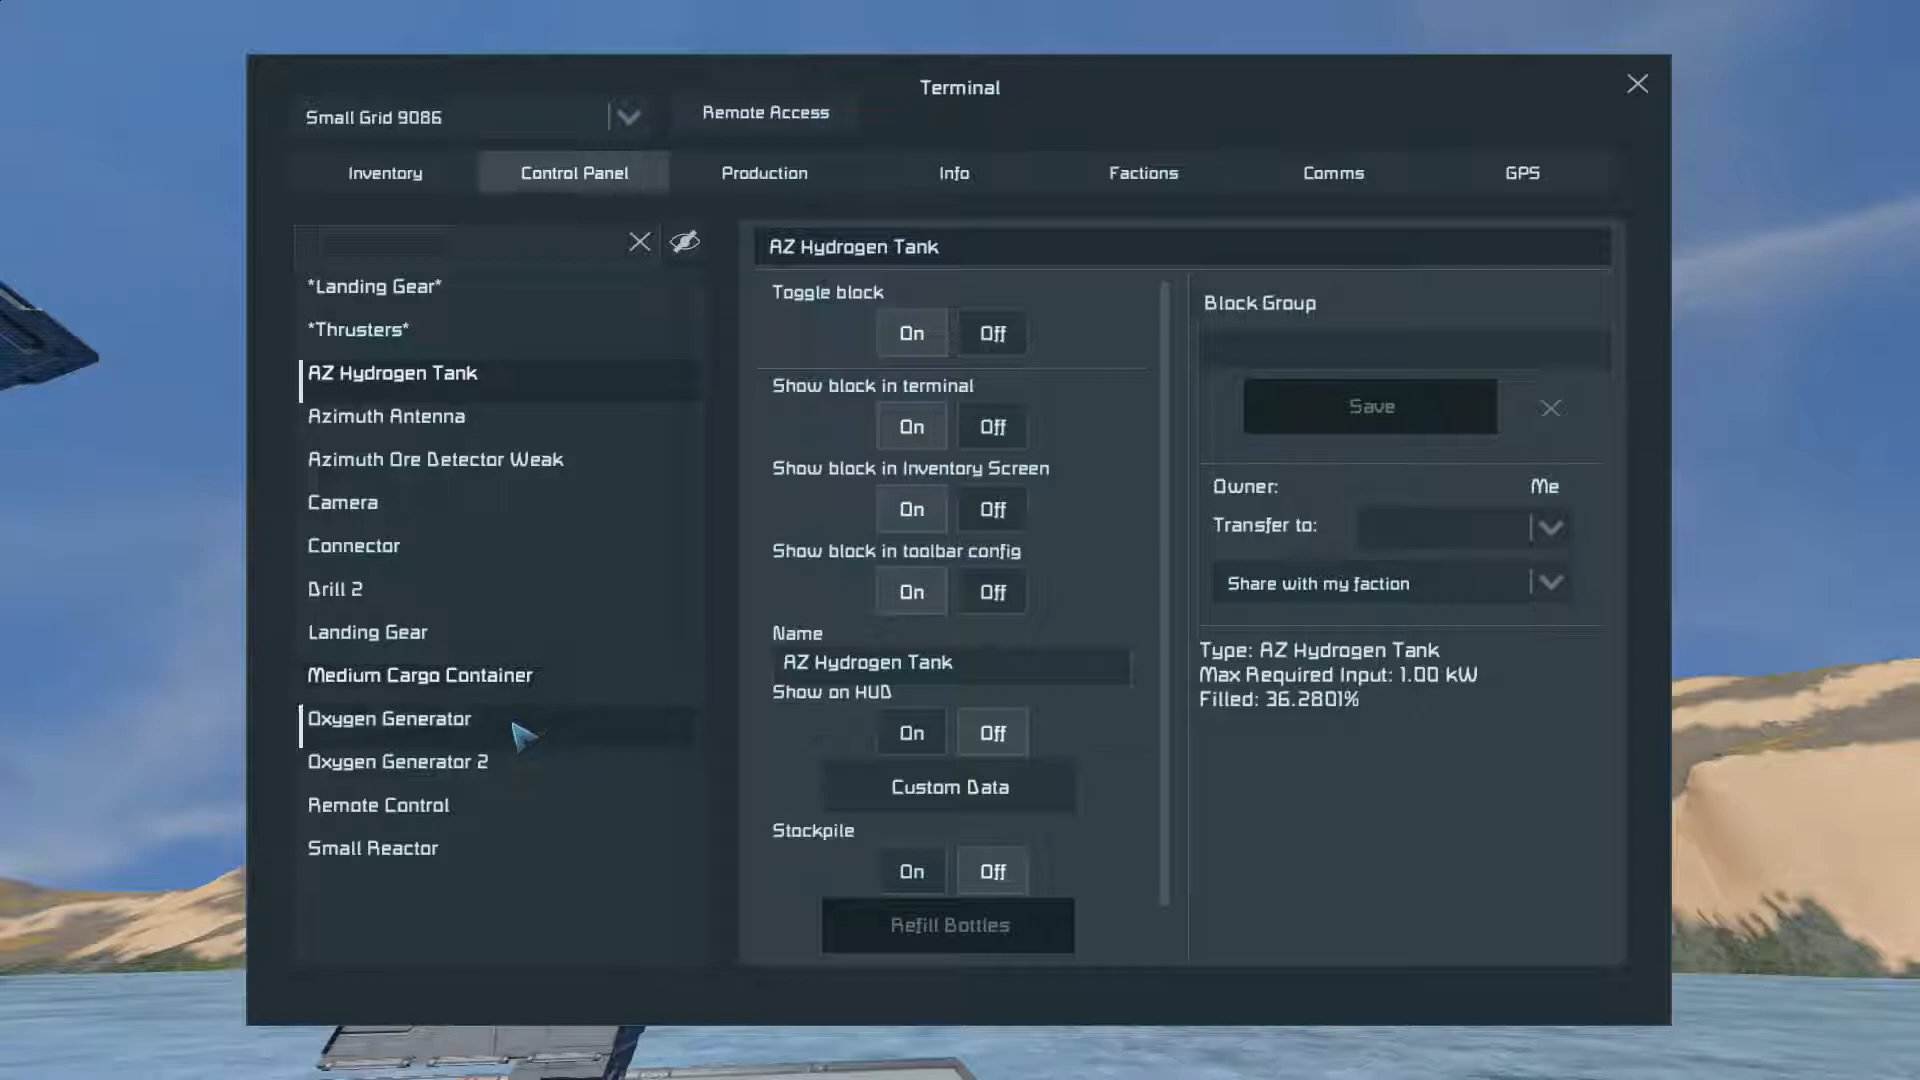 Terminal
Small Grid 9086
Remote Access
Inventory
Control Panel
Production
Info
Factions
Comms
GPS
*Landing Gear*
*Thrusters*
AZ Hydrogen Tank
Azimuth Antenna
Azimuth Ore Detector Weak
Camera
Connector
Drill 2
Landing Gear
Medium Cargo Container
Oxygen Generator
Oxygen Generator 2
Remote Control
Small Reactor
AZ Hydrogen Tank
Toggle block
On Off
Show block in terminal
On Off
Show block in Inventory Screen
On Off
Show block in toolbar config
On Off
Name
AZ Hydrogen Tank
Show on HUD
On Off
Custom Data
Stockpile
On Off
Refill Bottles
Block Group
Save
Owner: Me
Transfer to:
Share with my faction
Type: AZ Hydrogen Tank
Max Required Input: 1.00 kW
Filled: 36.2801%